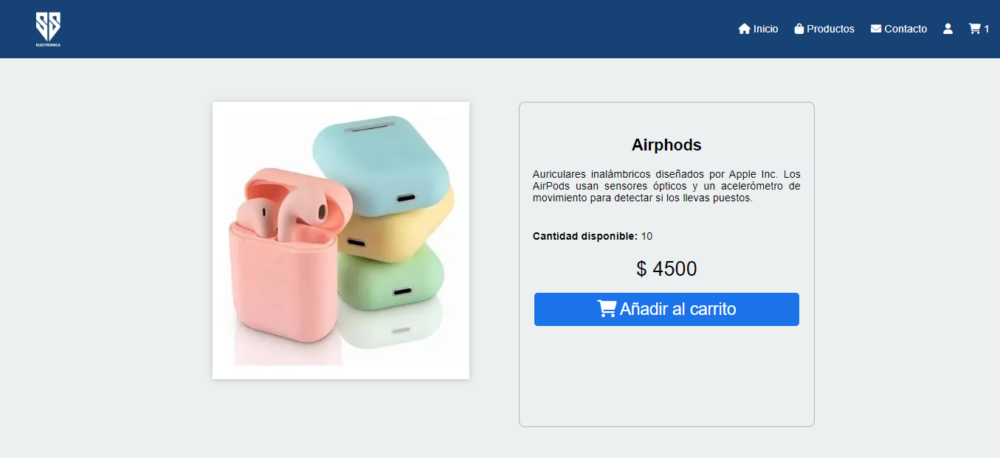 ELECTRÓNICA
Inicio Productos Contacto 1
Airphods
Auriculares inalámbricos diseñados por Apple Inc. Los
AirPods usan sensores ópticos y un acelerómetro de
movimiento para detectar si los llevas puestos.
Cantidad disponible: 10
$ 4500
Añadir al carrito